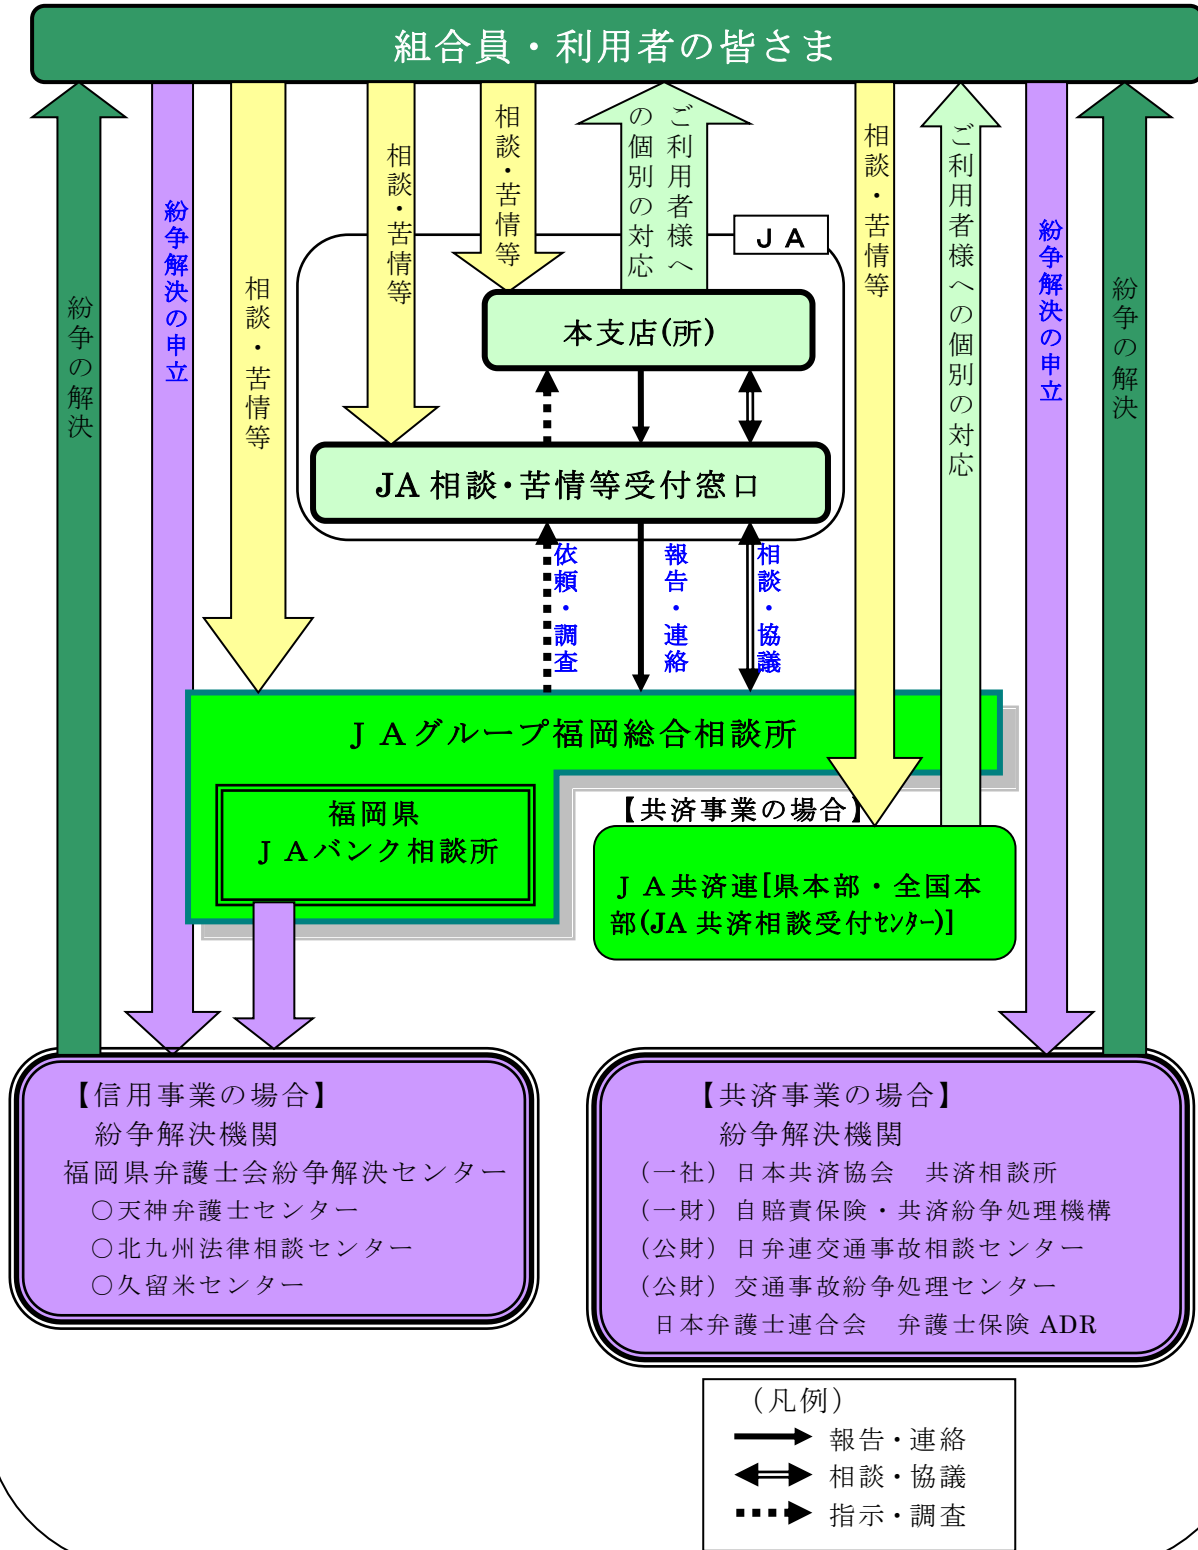 組合員・利用者の皆さま
紛争の解決
紛争解決の申立
相談・苦情等
相談・苦情等
相談・苦情等
ご利用者様へ
の個別の対応
相談・苦情等
ご利用者様への個別の対応
紛争解決の申立
紛争の解決
ＪＡ
本支店(所)
JA 相談・苦情等受付窓口
依頼・調査
報告・連絡
相談・協議
ＪＡグループ福岡総合相談所
福岡県
ＪＡバンク相談所
【共済事業の場合】
ＪＡ共済連[県本部・全国本
部(JA 共済相談受付ｾﾝﾀｰ)]
【信用事業の場合】
紛争解決機関
福岡県弁護士会紛争解決センター
○天神弁護士センター
○北九州法律相談センター
○久留米センター
【共済事業の場合】
紛争解決機関
（一社）日本共済協会　共済相談所
（一財）自賠責保険・共済紛争処理機構
（公財）日弁連交通事故相談センター
（公財）交通事故紛争処理センター
日本弁護士連合会　弁護士保険 ADR
（凡例）
報告・連絡
相談・協議
指示・調査